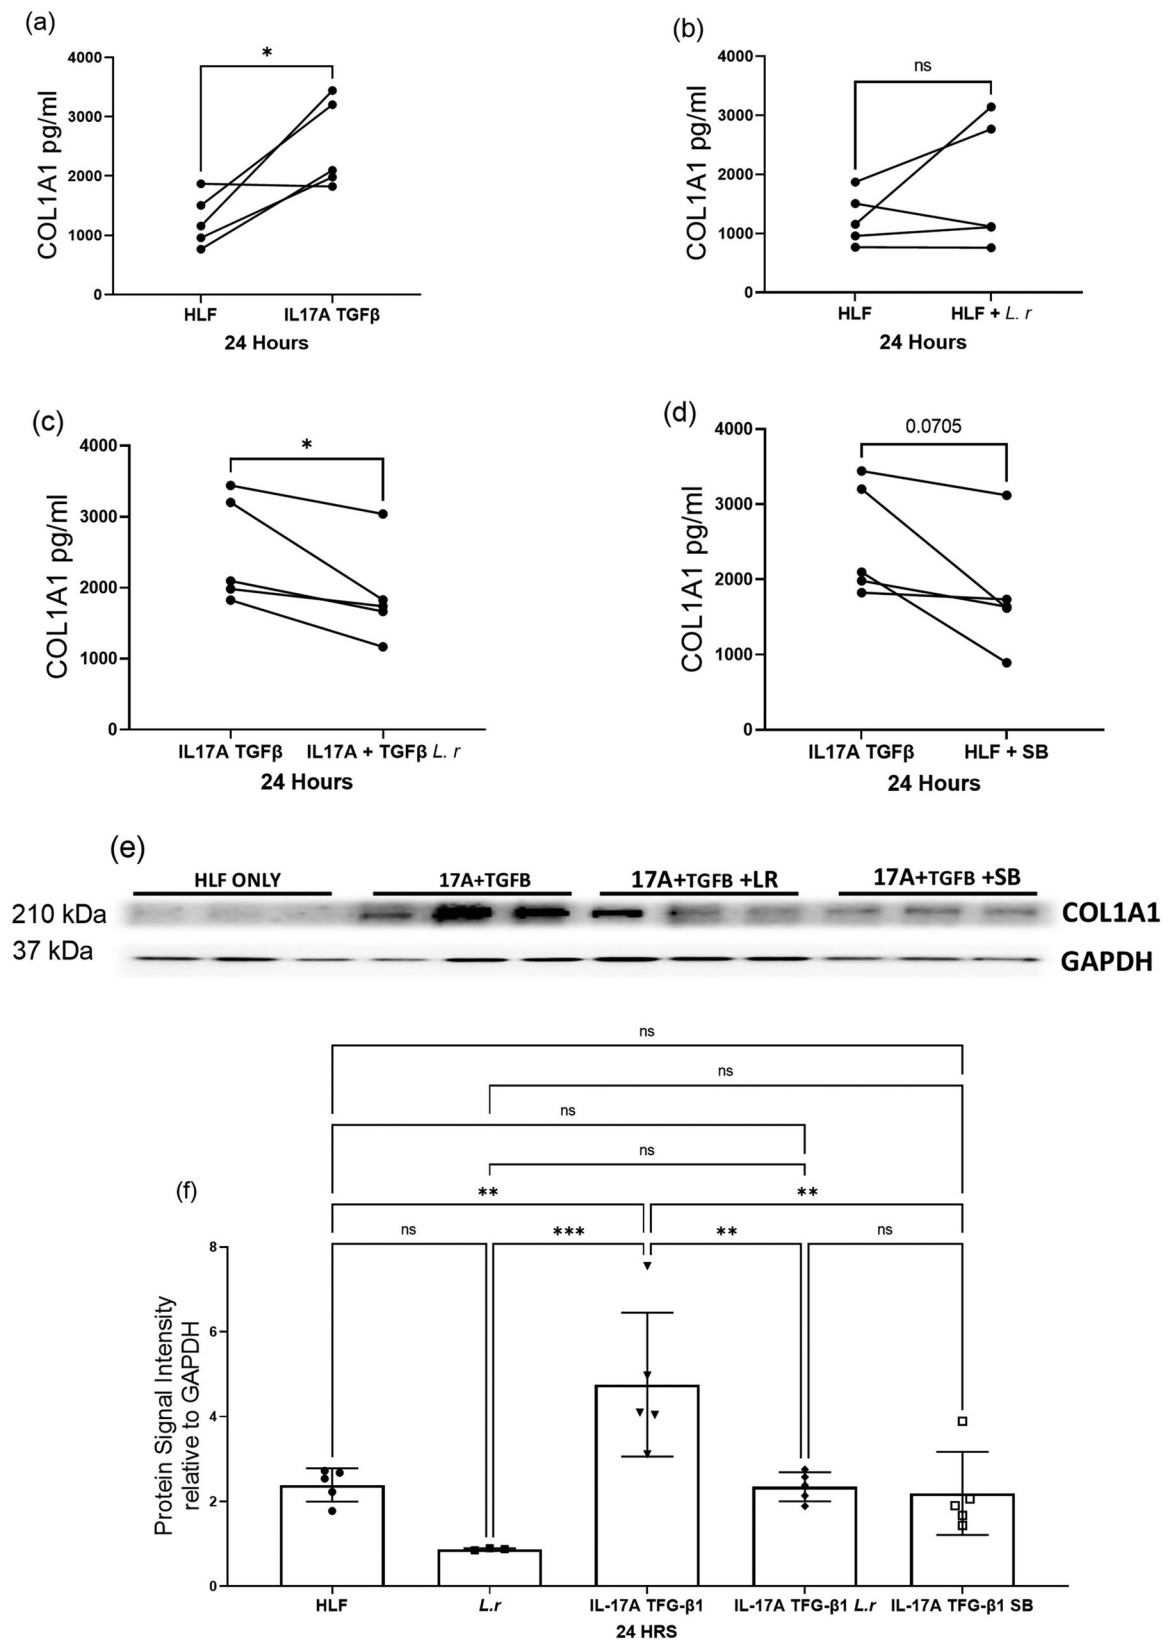 (a)
*
4000
3000
2000
1000
0
COL1A1 pg/ml
HLF IL17A TGFβ
24 Hours
(b)
ns
4000
3000
2000
1000
0
COL1A1 pg/ml
HLF HLF + L. r
24 Hours
(c)
*
4000
3000
2000
1000
0
COL1A1 pg/ml
IL17A TGFβ IL17A + TGFβ L. r
24 Hours
(d)
0.0705
4000
3000
2000
1000
0
COL1A1 pg/ml
IL17A TGFβ HLF + SB
24 Hours
(e)
HLF ONLY 17A+TGFB 17A+TGFB +LR 17A+TGFB +SB
210 kDa COL1A1
37 kDa GAPDH
(f)
ns
ns
ns
ns
** **
ns *** ** ns
8
6
4
2
0
Protein Signal Intensity
relative to GAPDH
HLF L.r IL-17A TFG-β1 IL-17A TFG-β1 L.r IL-17A TFG-β1 SB
24 HRS